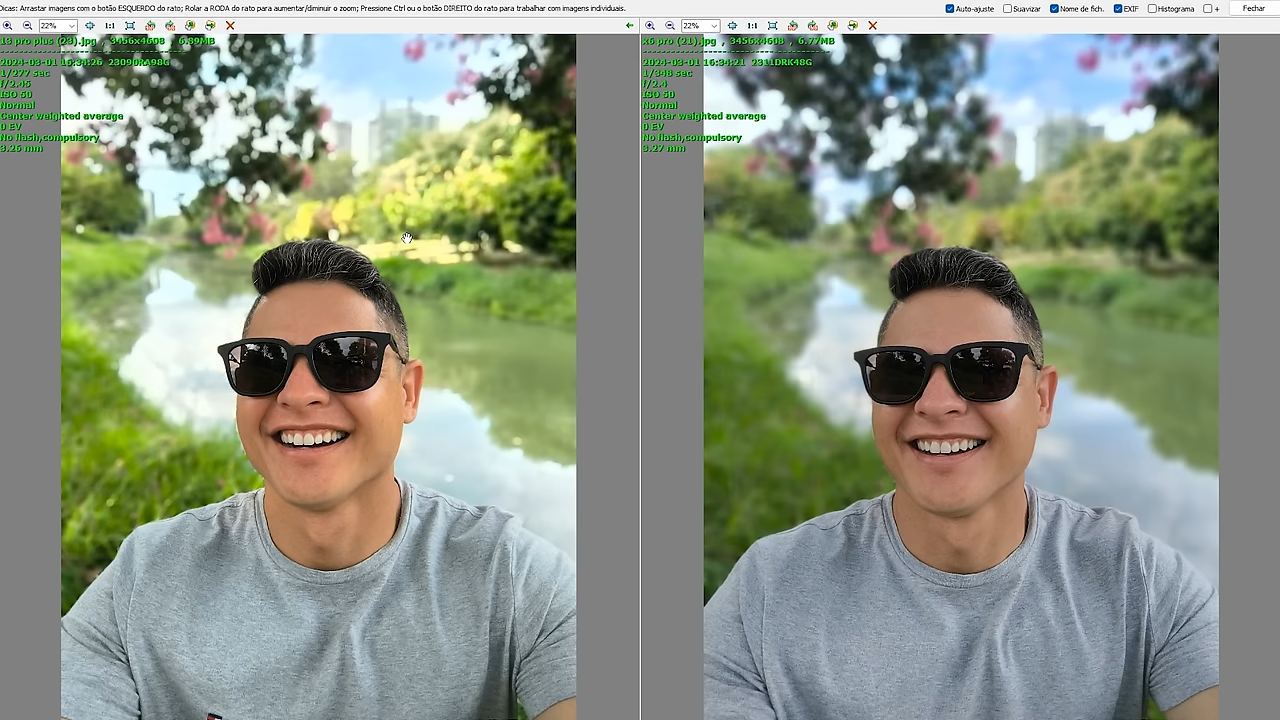 Dicas: Arrastar imagens com o botão ESQUERDO do rato; Rolar a RODA do rato para aumentar/diminuir o zoom; Pressione Ctrl ou o botão DIREITO do rato para trabalhar com imagens individuais.
Auto-ajuste
Suavizar
Nome de fich.
EXIF
Histograma
+
Fechar
22%
1:1
22%
1:1
13 pro plus (23).jpg , 3456x4608 , 6.89MB
2024-03-01 16:34:26 23090RA98G
1/277 sec
f/2.45
ISO 50
Normal
Center weighted average
0 EV
No flash,compulsory
3.26 mm
x6 pro (21).jpg , 3456x4608 , 6.77MB
2024-03-01 16:34:21 2311DRK48G
1/348 sec
f/2.4
ISO 50
Normal
Center weighted average
0 EV
No flash,compulsory
3.27 mm